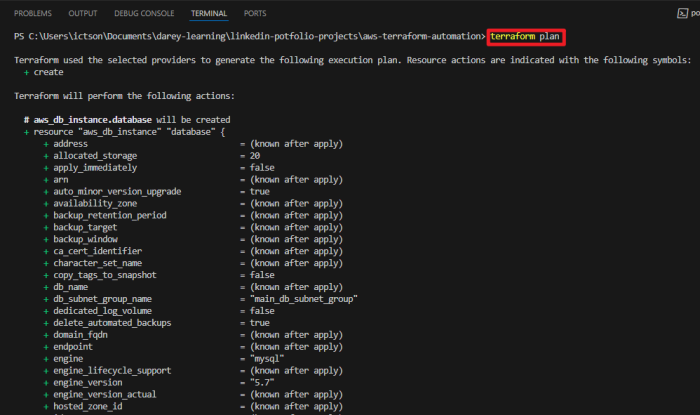 PROBLEMS OUTPUT DEBUG CONSOLE TERMINAL PORTS
PS C:\Users\ictson\Documents\darey-learning\linkedin-potfolio-projects\aws-terraform-automation> terraform plan
Terraform used the selected providers to generate the following execution plan. Resource actions are indicated with the following symbols:
+ create
Terraform will perform the following actions:
# aws_db_instance.database will be created
+ resource "aws_db_instance" "database" {
+ address = (known after apply)
+ allocated_storage = 20
+ apply_immediately = false
+ arn = (known after apply)
+ auto_minor_version_upgrade = true
+ availability_zone = (known after apply)
+ backup_retention_period = (known after apply)
+ backup_target = (known after apply)
+ backup_window = (known after apply)
+ ca_cert_identifier = (known after apply)
+ character_set_name = (known after apply)
+ copy_tags_to_snapshot = false
+ db_name = (known after apply)
+ db_subnet_group_name = "main_db_subnet_group"
+ dedicated_log_volume = false
+ delete_automated_backups = true
+ domain_fqdn = (known after apply)
+ endpoint = (known after apply)
+ engine = "mysql"
+ engine_lifecycle_support = (known after apply)
+ engine_version = "5.7"
+ engine_version_actual = (known after apply)
+ hosted_zone_id = (known after apply)